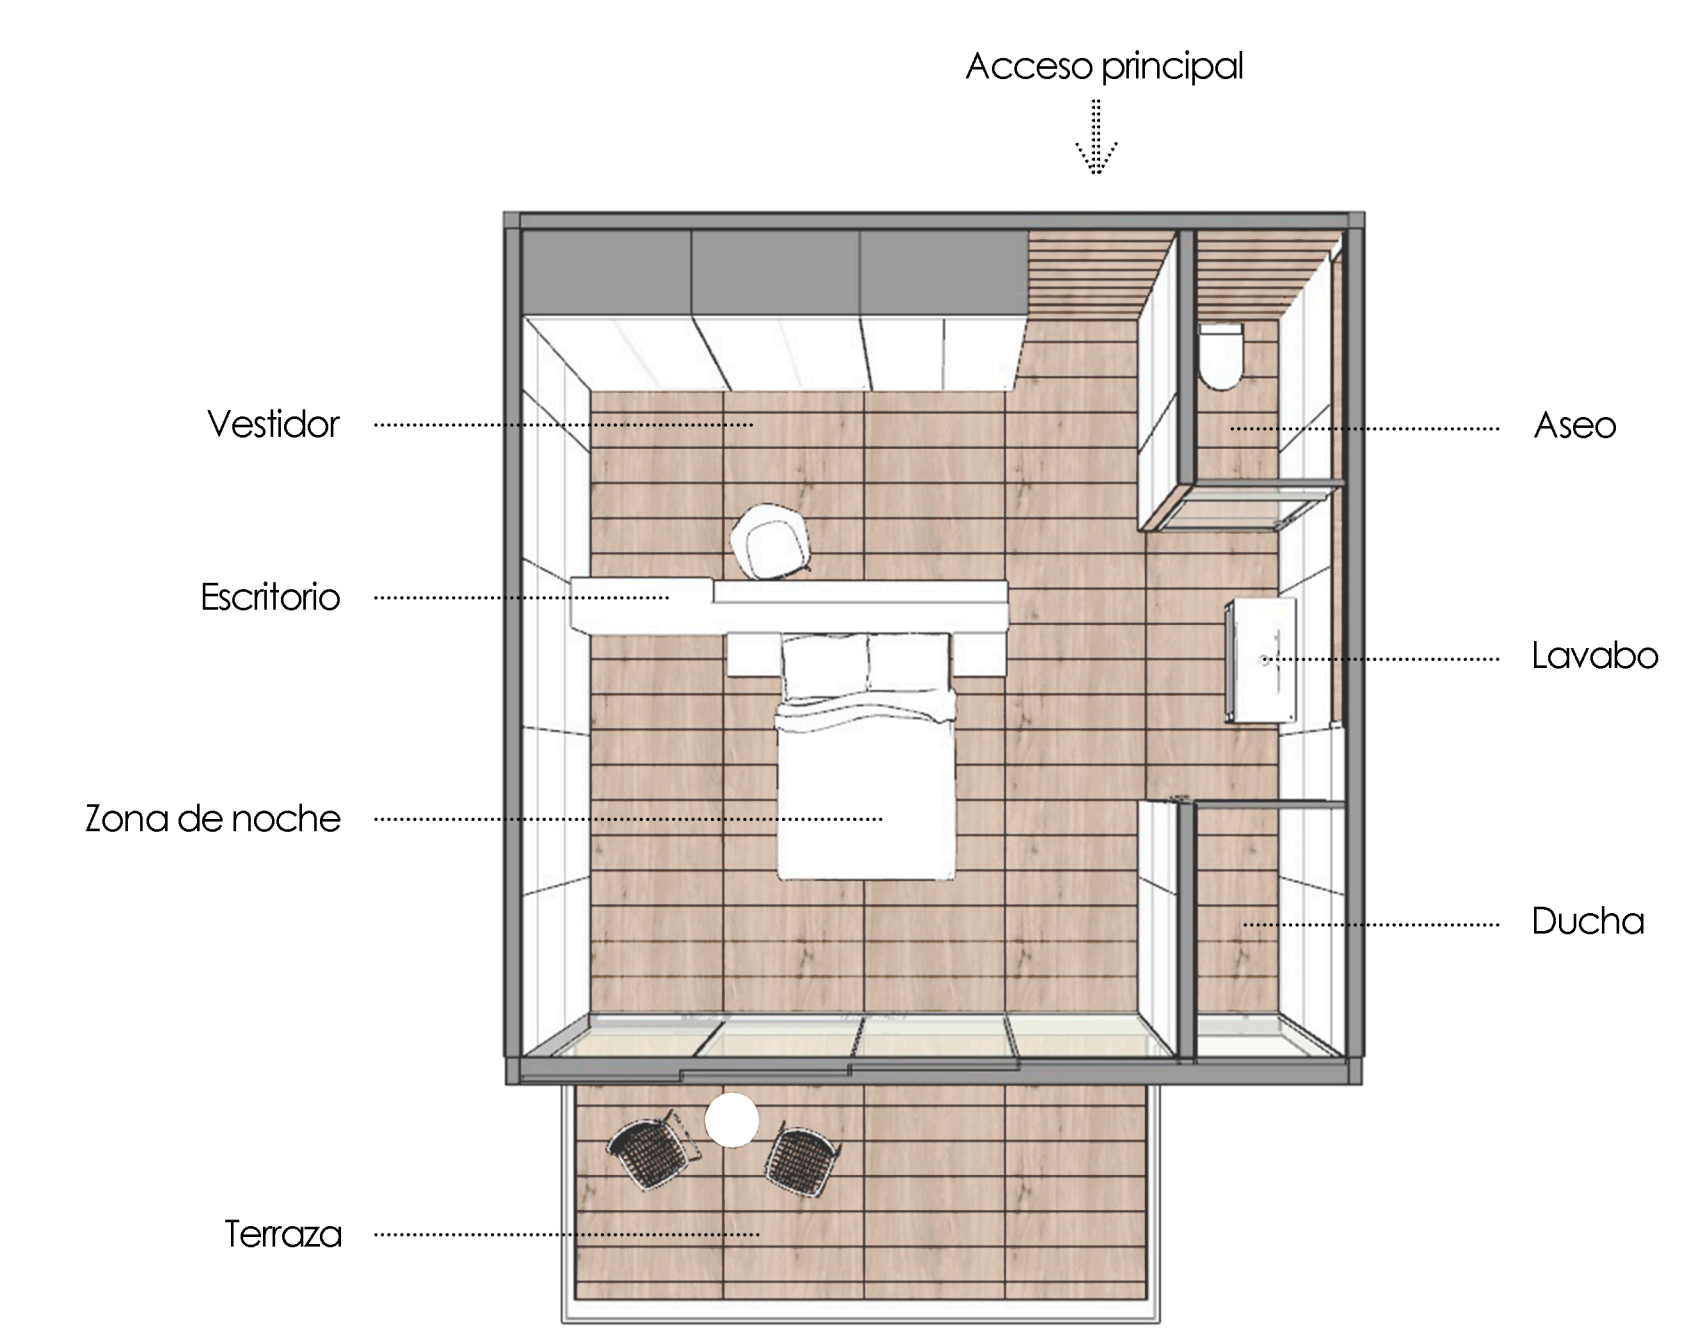 Acceso principal
Vestidor
Aseo
Escritorio
Lavabo
Zona de noche
Ducha
Terraza